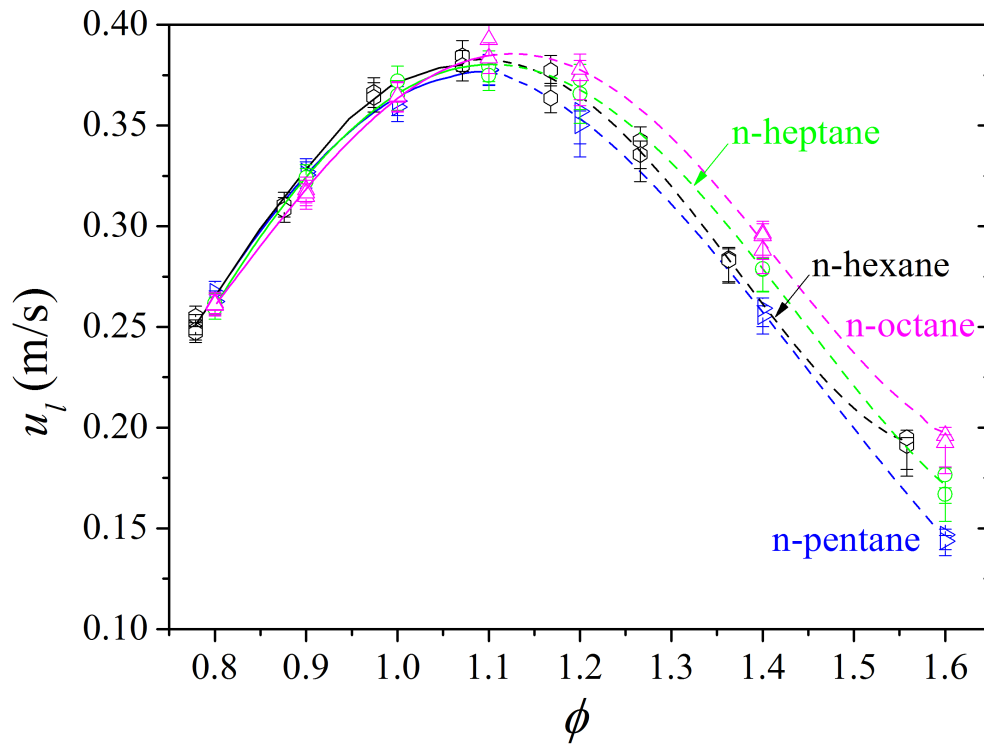 0.40
0.35
0.30
0.25
0.20
0.15
0.10
u_l (m/s)
n-heptane
n-hexane
n-octane
n-pentane
0.8 0.9 1.0 1.1 1.2 1.3 1.4 1.5 1.6
ϕ